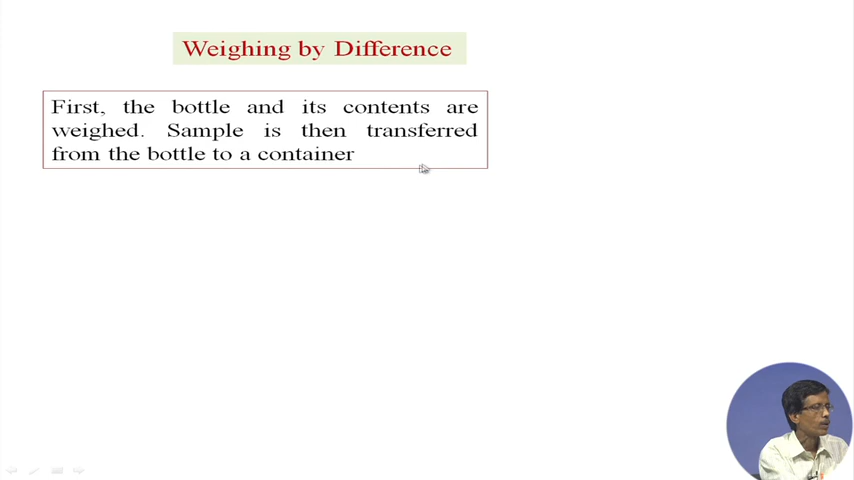 Weighing by Difference
First, the bottle and its contents are
weighed. Sample is then transferred
from the bottle to a container